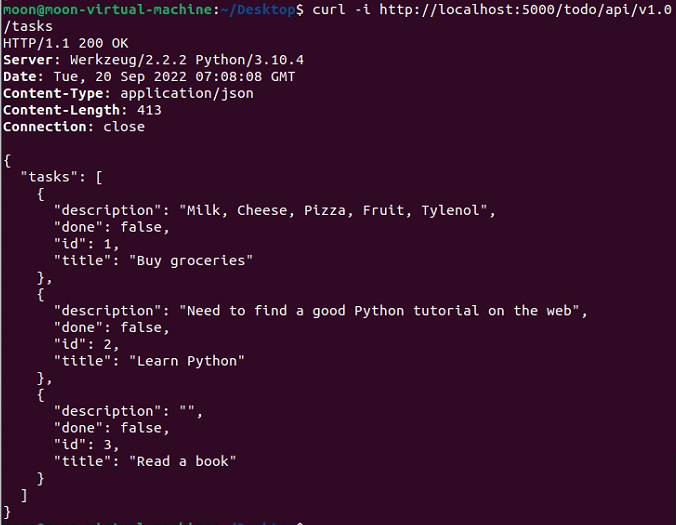 moon@moon-virtual-machine:~/Desktop$ curl -i http://localhost:5000/todo/api/v1.0
/tasks
HTTP/1.1 200 OK
Server: Werkzeug/2.2.2 Python/3.10.4
Date: Tue, 20 Sep 2022 07:08:08 GMT
Content-Type: application/json
Content-Length: 413
Connection: close

{
  "tasks": [
    {
      "description": "Milk, Cheese, Pizza, Fruit, Tylenol",
      "done": false,
      "id": 1,
      "title": "Buy groceries"
    },
    {
      "description": "Need to find a good Python tutorial on the web",
      "done": false,
      "id": 2,
      "title": "Learn Python"
    },
    {
      "description": "",
      "done": false,
      "id": 3,
      "title": "Read a book"
    }
  ]
}